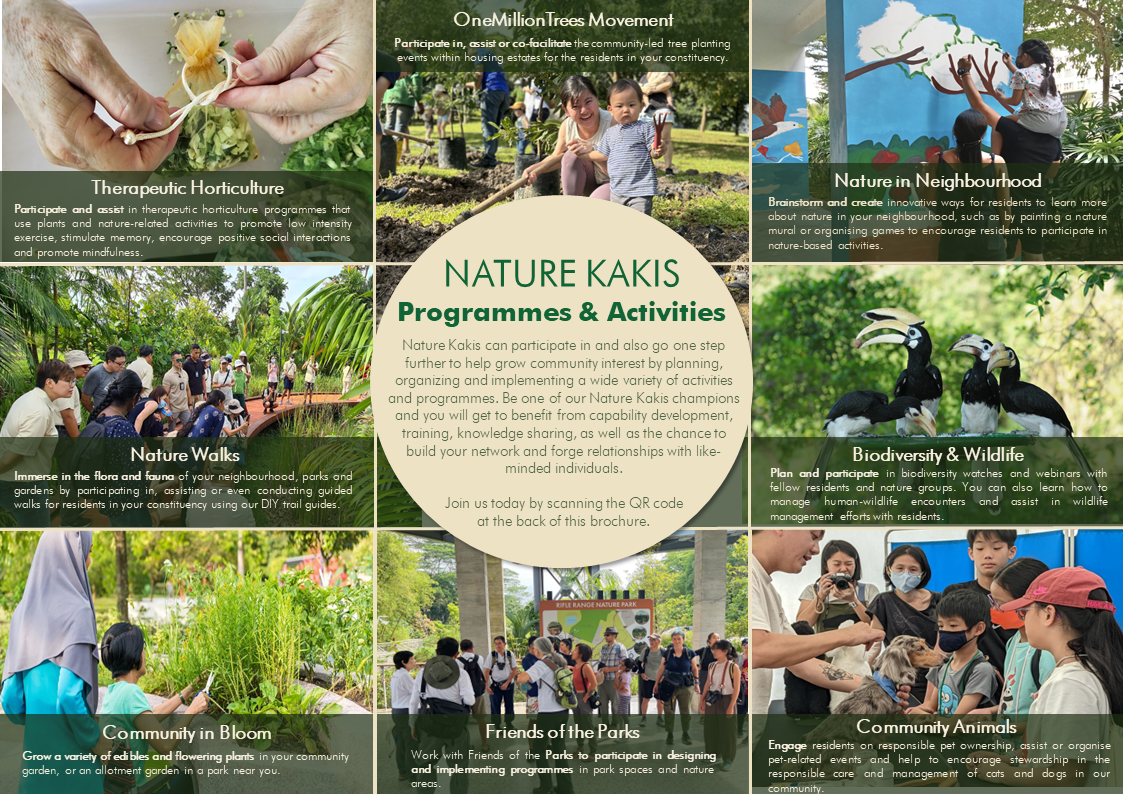 OneMillionTrees Movement
Participate in, assist or co-facilitate the community-led tree planting
events within housing estates for the residents in your constituency.
Therapeutic Horticulture
Participate and assist in therapeutic horticulture programmes that
use plants and nature-related activities to promote low intensity
exercise, stimulate memory, encourage positive social interactions
and promote mindfulness.
Nature in Neighbourhood
Brainstorm and create innovative ways for residents to learn more
about nature in your neighbourhood, such as by painting a nature
mural or organising games to encourage residents to participate in
nature-based activities.
NATURE KAKIS
Programmes & Activities
Nature Kakis can participate in and also go one step
further to help grow community interest by planning,
organizing and implementing a wide variety of activities
and programmes. Be one of our Nature Kakis champions
and you will get to benefit from capability development,
training, knowledge sharing, as well as the chance to
build your network and forge relationships with like-
minded individuals.
Join us today by scanning the QR code
at the back of this brochure.
Nature Walks
Immerse in the flora and fauna of your neighbourhood, parks and
gardens by participating in, assisting or even conducting guided
walks for residents in your constituency using our DIY trail guides.
Biodiversity & Wildlife
Plan and participate in biodiversity watches and webinars with
fellow residents and nature groups. You can also learn how to
manage human-wildlife encounters and assist in wildlife
management efforts with residents.
Community in Bloom
Grow a variety of edibles and flowering plants in your community
garden, or an allotment garden in a park near you.
RIFLE RANGE NATURE PARK
Friends of the Parks
Work with Friends of the Parks to participate in designing
and implementing programmes in park spaces and nature
areas.
Community Animals
Engage residents on responsible pet ownership, assist or organise
pet-related events and help to encourage stewardship in the
responsible care and management of cats and dogs in our
community.